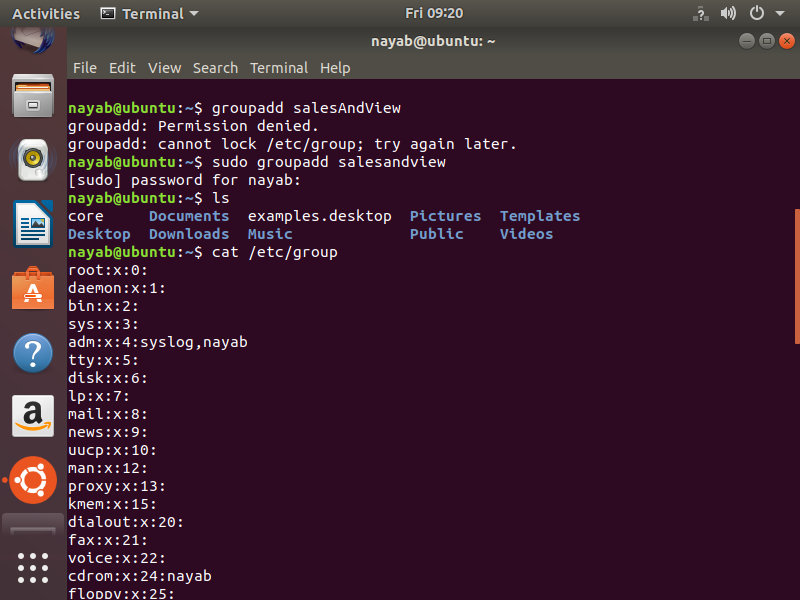 Activities Terminal Fri 09:20
nayab@ubuntu: ~
File Edit View Search Terminal Help
nayab@ubuntu:~$ groupadd salesAndView
groupadd: Permission denied.
groupadd: cannot lock /etc/group; try again later.
nayab@ubuntu:~$ sudo groupadd salesandview
[sudo] password for nayab:
nayab@ubuntu:~$ ls
core Documents examples.desktop Pictures Templates
Desktop Downloads Music Public Videos
nayab@ubuntu:~$ cat /etc/group
root:x:0:
daemon:x:1:
bin:x:2:
sys:x:3:
adm:x:4:syslog,nayab
tty:x:5:
disk:x:6:
lp:x:7:
mail:x:8:
news:x:9:
uucp:x:10:
man:x:12:
proxy:x:13:
kmem:x:15:
dialout:x:20:
fax:x:21:
voice:x:22:
cdrom:x:24:nayab
floppy:x:25: